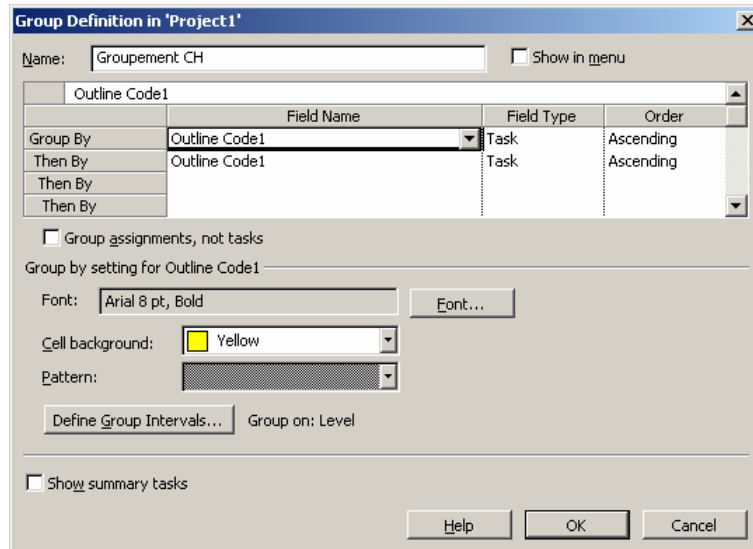 Group Definition in 'Project1'
Name: Groupement CH Show in menu
Outline Code1
Field Name Field Type Order
Group By Outline Code1 Task Ascending
Then By Outline Code1 Task Ascending
Then By
Then By
Group assignments, not tasks
Group by setting for Outline Code1
Font: Arial 8 pt, Bold Font...
Cell background: Yellow
Pattern:
Define Group Intervals... Group on: Level
Show summary tasks
Help OK Cancel